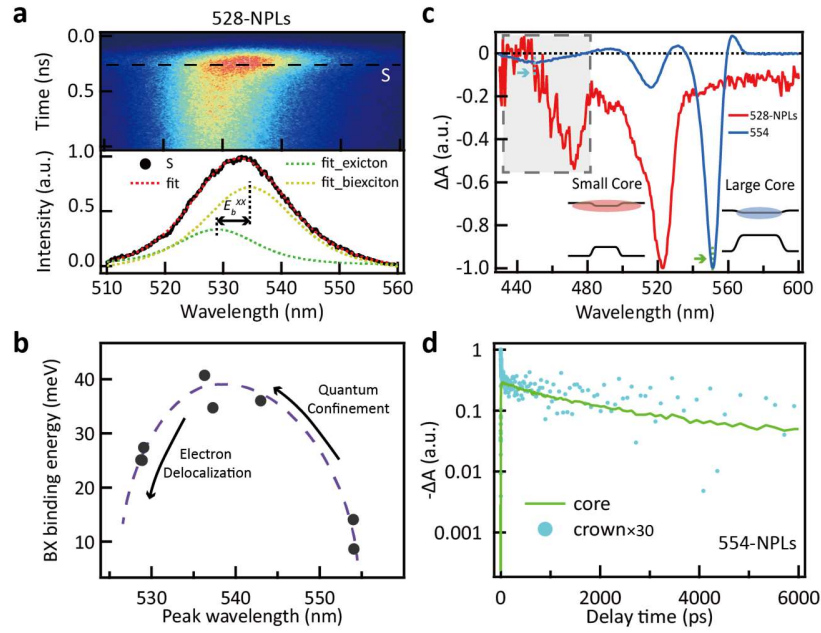 a
528-NPLs
0.0
0.5
1.0
Time (ns)
S
S
fit
fit_exicton
fit_biexciton
E_b^xx
0.0
Intensity (a.u.)
510 520 530 540 550 560
Wavelength (nm)
b
40
30
20
10
BX binding energy (meV)
Quantum
Confinement
Electron
Delocalization
530 540 550
Peak wavelength (nm)
c
0
-0.2
-0.4
-0.6
-0.8
-1.0
ΔA (a.u.)
528-NPLs
554
Small Core
Large Core
440 480 520 560 600
Wavelength (nm)
d
1
0.1
0.01
0.001
-ΔA (a.u.)
core
crown×30
554-NPLs
0 2000 4000 6000
Delay time (ps)